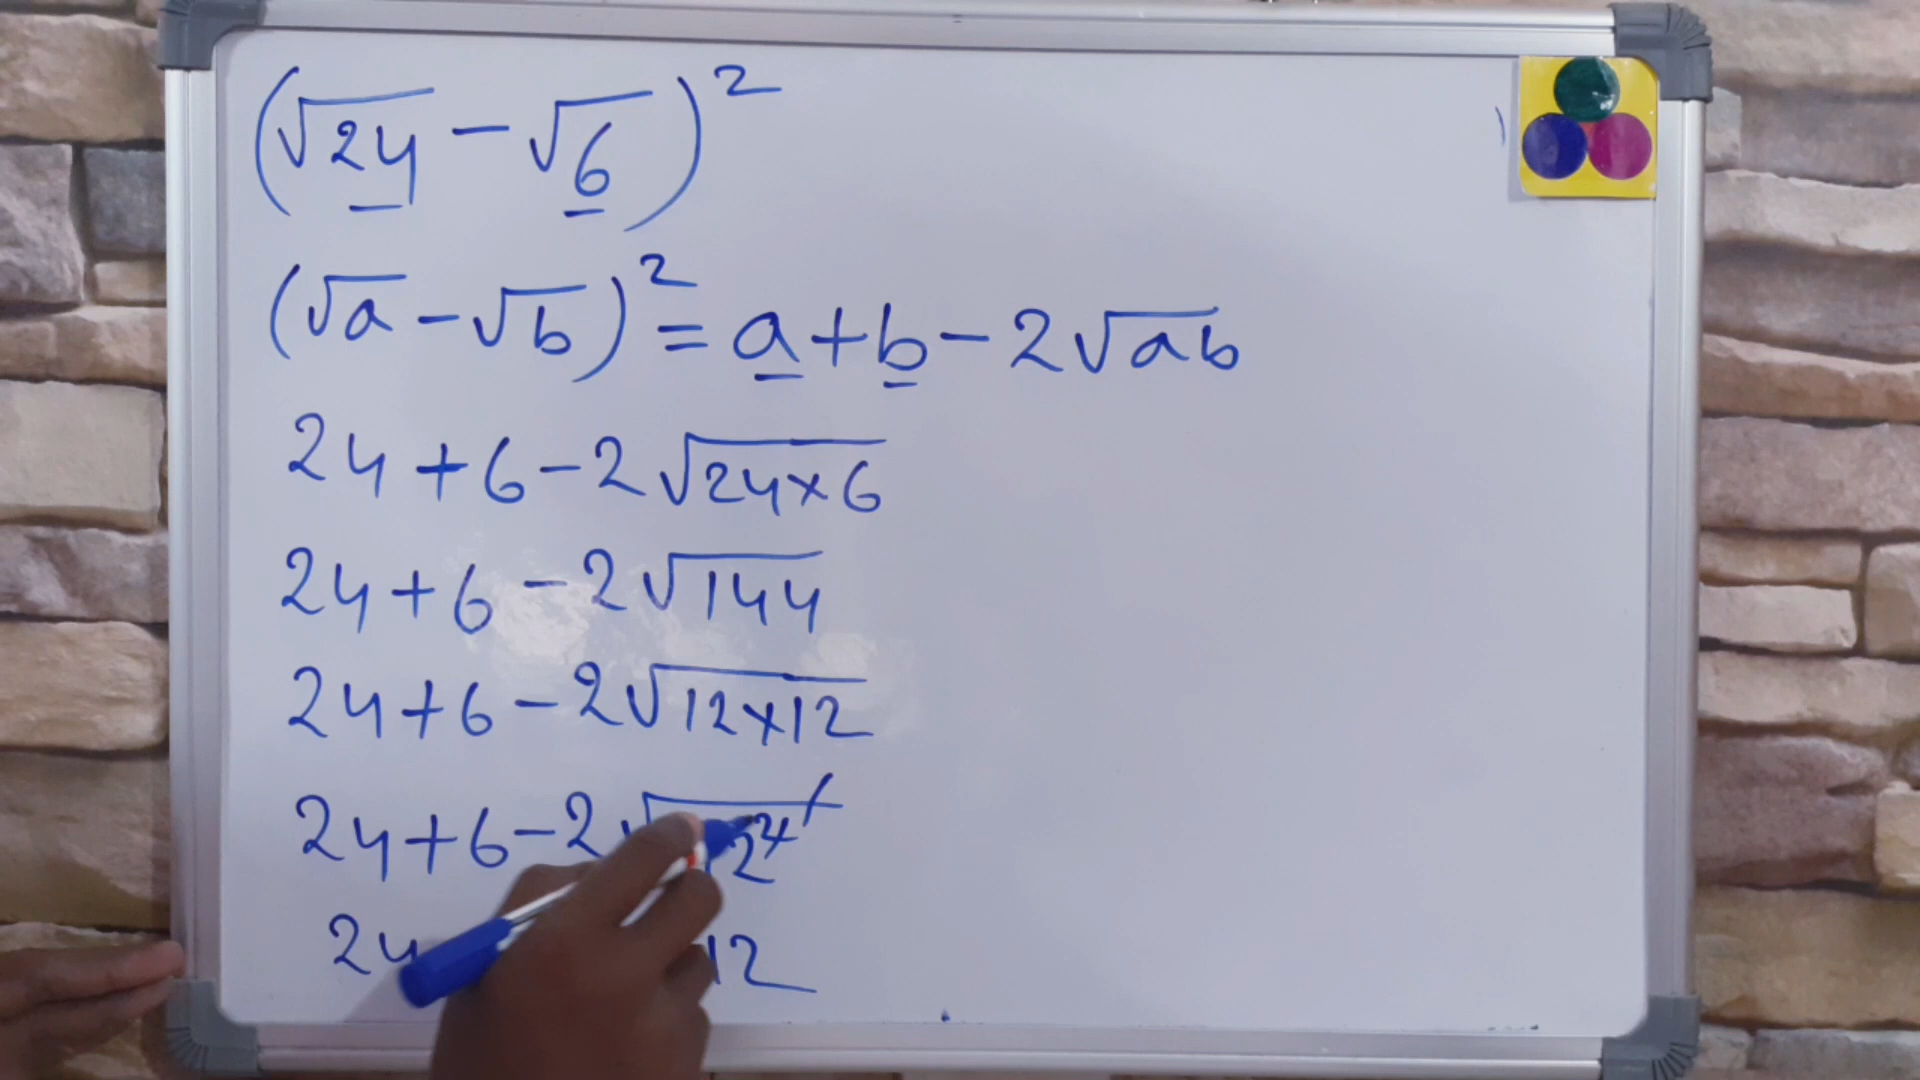 (√24 - √6)²
(√a - √b)² = a + b - 2√ab
24 + 6 - 2√24×6
24 + 6 - 2√144
24 + 6 - 2√12×12
24 + 6 - 2√12²
24 12